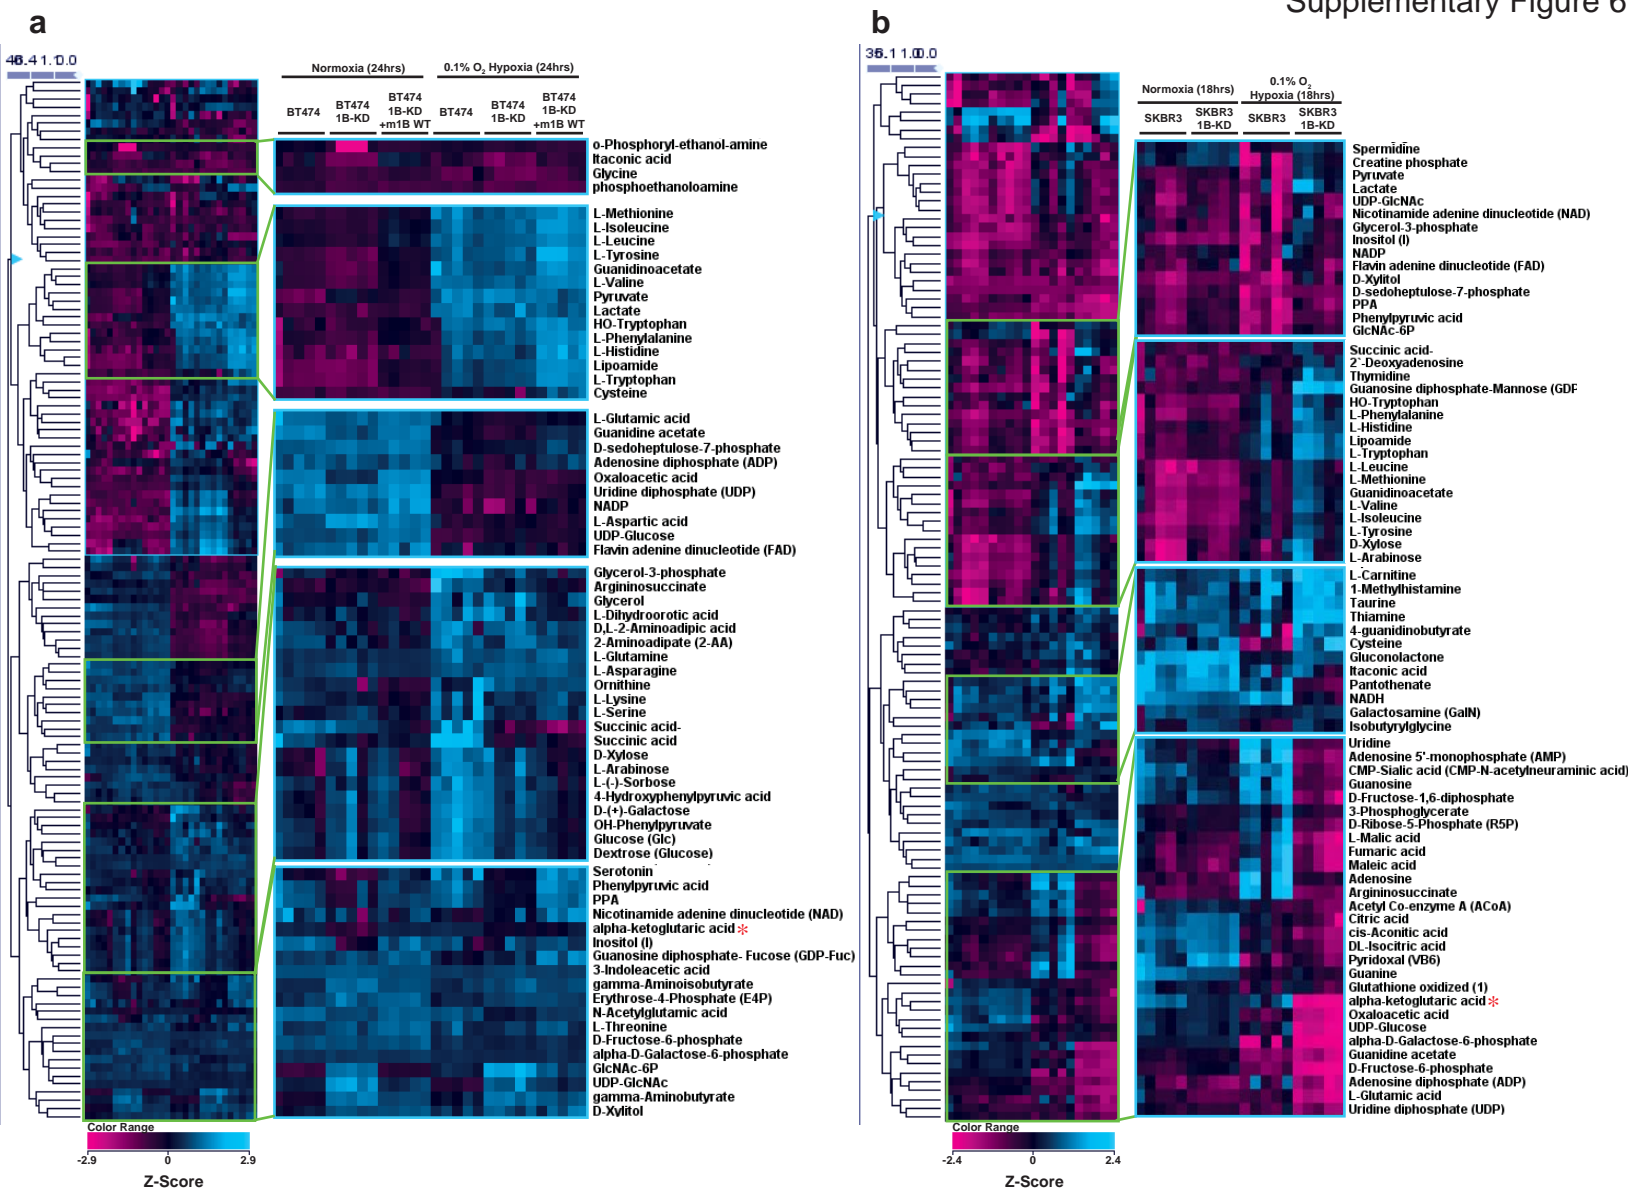 Supplementary Figure 6
a
Normoxia (24hrs)
0.1% O2 Hypoxia (24hrs)
BT474
BT474 1B-KD
BT474 1B-KD +m1B WT
BT474
BT474 1B-KD
BT474 1B-KD +m1B WT
o-Phosphoryl-ethanol-amine
Itaconic acid
Glycine
phosphoethanoloamine
L-Methionine
L-Isoleucine
L-Leucine
L-Tyrosine
Guanidinoacetate
L-Valine
Pyruvate
Lactate
HO-Tryptophan
L-Phenylalanine
L-Histidine
Lipoamide
L-Tryptophan
Cysteine
L-Glutamic acid
Guanidine acetate
D-sedoheptulose-7-phosphate
Adenosine diphosphate (ADP)
Oxaloacetic acid
Uridine diphosphate (UDP)
NADP
L-Aspartic acid
UDP-Glucose
Flavin adenine dinucleotide (FAD)
Glycerol-3-phosphate
Argininosuccinate
Glycerol
L-Dihydroorotic acid
D,L-2-Aminoadipic acid
2-Aminoadipate (2-AA)
L-Glutamine
L-Asparagine
Ornithine
L-Lysine
L-Serine
Succinic acid-
Succinic acid
D-Xylose
L-Arabinose
L-(-)-Sorbose
4-Hydroxyphenylpyruvic acid
D-(+)-Galactose
OH-Phenylpyruvate
Glucose (Glc)
Dextrose (Glucose)
Serotonin
Phenylpyruvic acid
PPA
Nicotinamide adenine dinucleotide (NAD)
alpha-ketoglutaric acid*
Inositol (I)
Guanosine diphosphate- Fucose (GDP-Fuc)
3-Indoleacetic acid
gamma-Aminoisobutyrate
Erythrose-4-Phosphate (E4P)
N-Acetylglutamic acid
L-Threonine
D-Fructose-6-phosphate
alpha-D-Galactose-6-phosphate
GlcNAc-6P
UDP-GlcNAc
gamma-Aminobutyrate
D-Xylitol
Color Range
-2.9 0 2.9
Z-Score
b
Normoxia (18hrs)
0.1% O2
Hypoxia (18hrs)
SKBR3
SKBR3 1B-KD
SKBR3
SKBR3 1B-KD
Spermidine
Creatine phosphate
Pyruvate
Lactate
UDP-GlcNAc
Nicotinamide adenine dinucleotide (NAD)
Glycerol-3-phosphate
Inositol (I)
NADP
Flavin adenine dinucleotide (FAD)
D-Xylitol
D-sedoheptulose-7-phosphate
PPA
Phenylpyruvic acid
GlcNAc-6P
Succinic acid-
2`-Deoxyadenosine
Thymidine
Guanosine diphosphate-Mannose (GDP
HO-Tryptophan
L-Phenylalanine
L-Histidine
Lipoamide
L-Tryptophan
L-Leucine
L-Methionine
Guanidinoacetate
L-Valine
L-Isoleucine
L-Tyrosine
D-Xylose
L-Arabinose
L-Carnitine
1-Methylhistamine
Taurine
Thiamine
4-guanidinobutyrate
Cysteine
Gluconolactone
Itaconic acid
Pantothenate
NADH
Galactosamine (GalN)
Isobutyrylglycine
Uridine
Adenosine 5'-monophosphate (AMP)
CMP-Sialic acid (CMP-N-acetylneuraminic acid)
Guanosine
D-Fructose-1,6-diphosphate
3-Phosphoglycerate
D-Ribose-5-Phosphate (R5P)
L-Malic acid
Fumaric acid
Maleic acid
Adenosine
Argininosuccinate
Acetyl Co-enzyme A (ACoA)
Citric acid
cis-Aconitic acid
DL-Isocitric acid
Pyridoxal (VB6)
Guanine
Glutathione oxidized (1)
alpha-ketoglutaric acid*
Oxaloacetic acid
UDP-Glucose
alpha-D-Galactose-6-phosphate
Guanidine acetate
D-Fructose-6-phosphate
Adenosine diphosphate (ADP)
L-Glutamic acid
Uridine diphosphate (UDP)
Color Range
-2.4 0 2.4
Z-Score